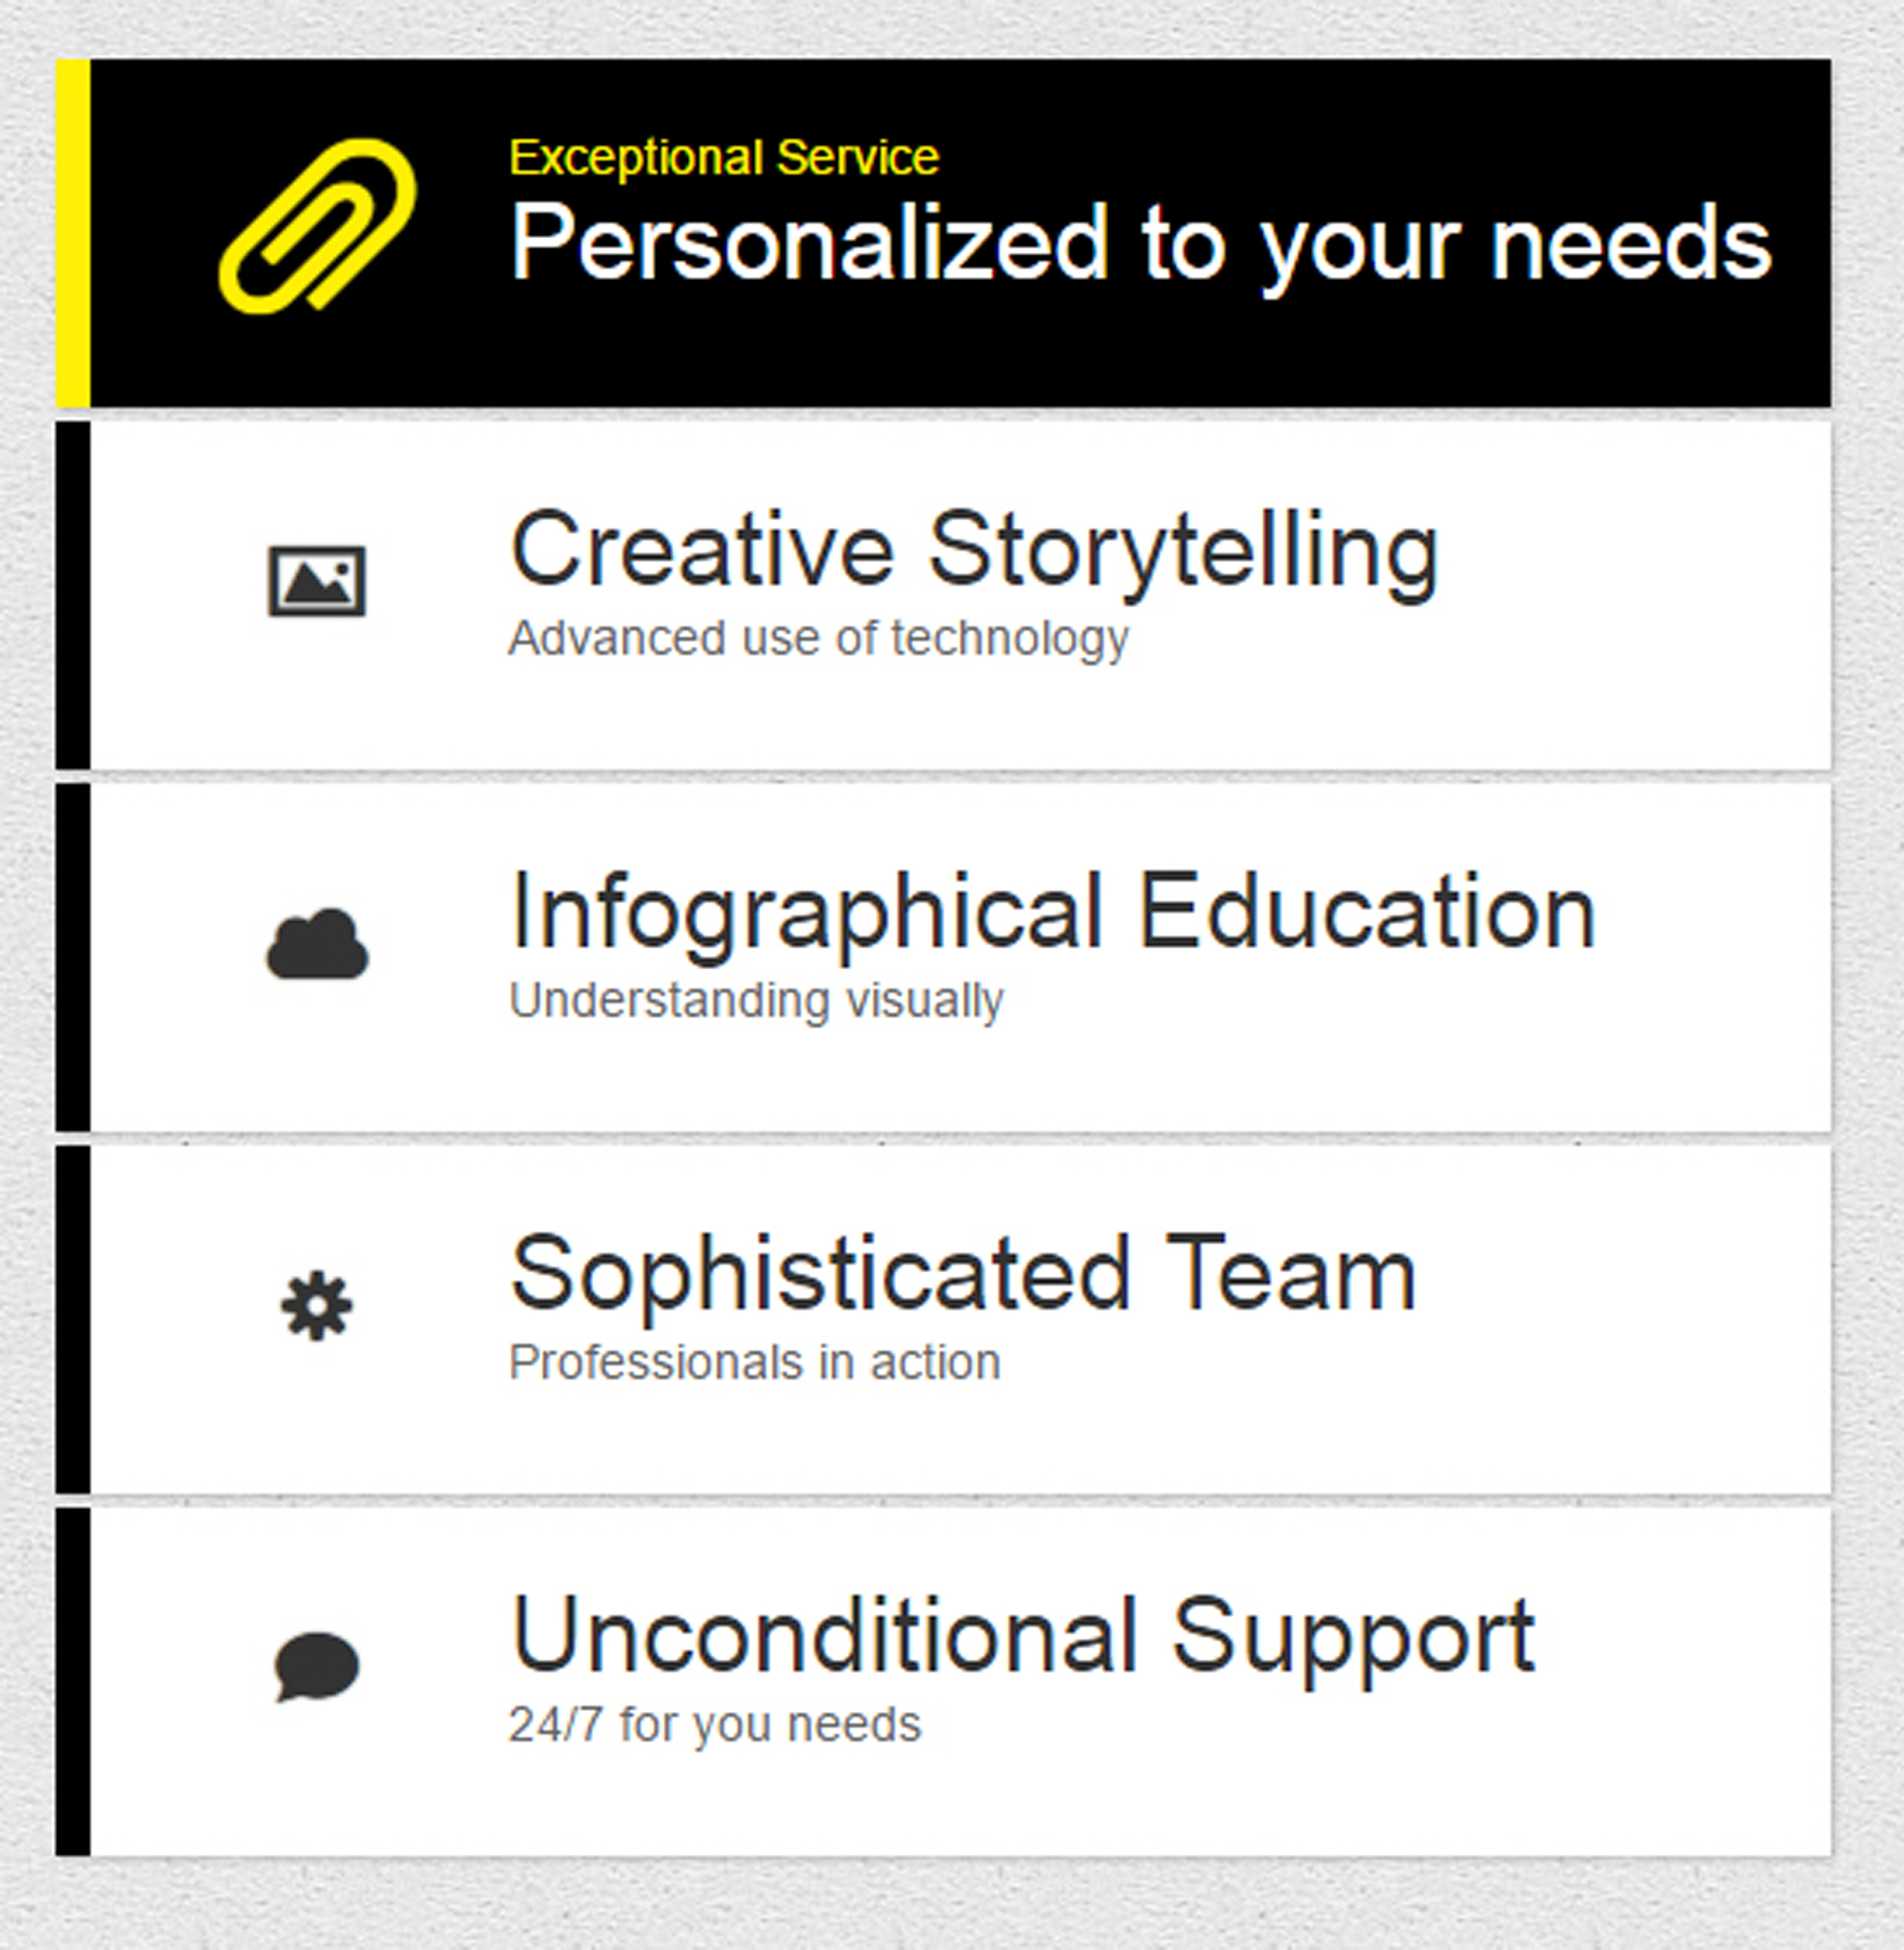 Exceptional Service
Personalized to your needs
Creative Storytelling
Advanced use of technology
Infographical Education
Understanding visually
Sophisticated Team
Professionals in action
Unconditional Support
24/7 for you needs